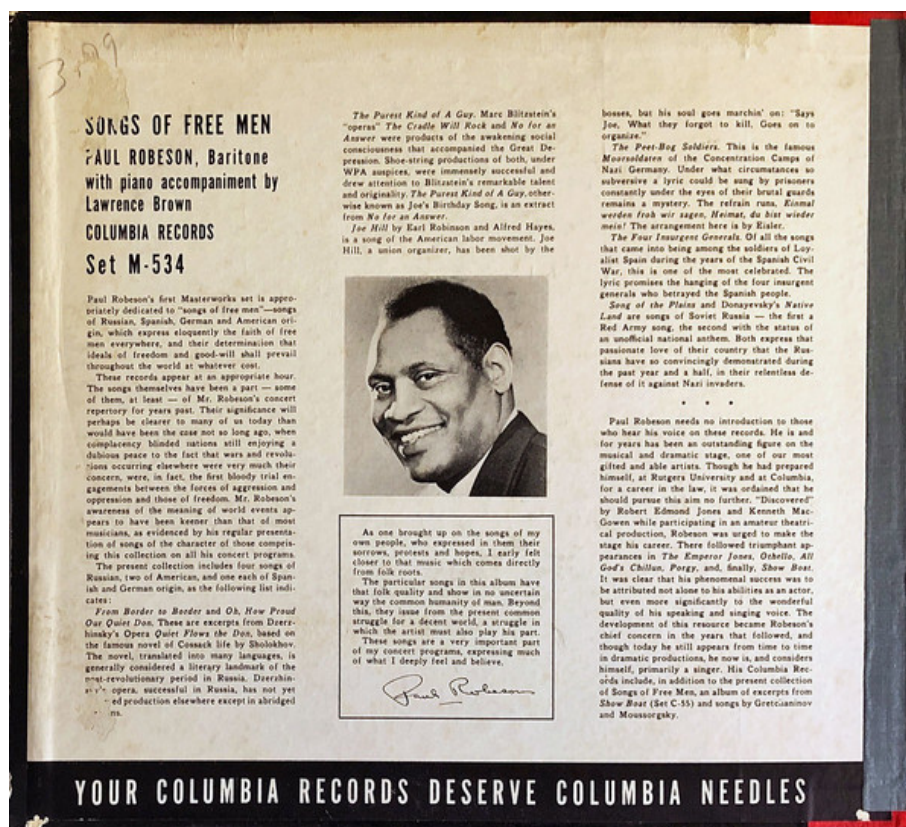 3.09
SONGS OF FREE MEN
PAUL ROBESON, Baritone
with piano accompaniment by
Lawrence Brown
COLUMBIA RECORDS
Set M-534
Paul Robeson's first Masterworks set is appro-
priately dedicated to "songs of free men"—songs
of Russian, Spanish, German and American ori-
gin, which express eloquently the faith of free
men everywhere, and their determination that
ideals of freedom and good-will shall prevail
throughout the world at whatever cost.
These records appear at an appropriate hour.
The songs themselves have been a part — some
of them, at least — of Mr. Robeson's concert
repertory for years past. Their significance will
perhaps be clearer to many of us today than
would have been the case not so long ago, when
complacency blinded nations still enjoying a
dubious peace to the fact that wars and revolu-
tions occurring elsewhere were very much their
concern, were, in fact, the first bloody trial en-
gagements between the forces of aggression and
oppression and those of freedom. Mr. Robeson's
awareness of the meaning of world events ap-
pears to have been keener than that of most
musicians, as evidenced by his regular presenta-
tion of songs of the character of those compris-
ing this collection on all his concert programs.
The present collection includes four songs of
Russian, two of American, and one each of Span-
ish and German origin, as the following list indi-
cates:
From Border to Border and Oh, How Proud
Our Quiet Don. These are excerpts from Dzerz-
hinsky's Opera Quiet Flows the Don, based on
the famous novel of Cossack life by Sholokhov.
The novel, translated into many languages, is
generally considered a literary landmark of the
post-revolutionary period in Russia. Dzerzhin-
sky's opera, successful in Russia, has not yet
ed production elsewhere except in abridged
ns.
The Purest Kind of A Guy. Marc Blitzstein's
"operas" The Cradle Will Rock and No for an
Answer were products of the awakening social
consciousness that accompanied the Great De-
pression. Shoe-string productions of both, under
WPA auspices, were immensely successful and
drew attention to Blitzstein's remarkable talent
and originality. The Purest Kind of A Guy, other-
wise known as Joe's Birthday Song, is an extract
from No for an Answer.
Joe Hill by Earl Robinson and Alfred Hayes,
is a song of the American labor movement. Joe
Hill, a union organizer, has been shot by the
As one brought up on the songs of my
own people, who expressed in them their
sorrows, protests and hopes, I early felt
closer to that music which comes directly
from folk roots.
The particular songs in this album have
that folk quality and show in no uncertain
way the common humanity of man. Beyond
this, they issue from the present common
struggle for a decent world, a struggle in
which the artist must also play his part.
These songs are a very important part
of my concert programs, expressing much
of what I deeply feel and believe.
Paul Robeson
bosses, but his soul goes marchin' on: "Says
Joe, What they forgot to kill, Goes on to
organize."
The Peet-Bog Soldiers. This is the famous
Moorsoldaten of the Concentration Camps of
Nazi Germany. Under what circumstances so
subversive a lyric could be sung by prisoners
constantly under the eyes of their brutal guards
remains a mystery. The refrain runs, Einmal
werden froh wir sagen, Heimat, du bist wieder
mein! The arrangement here is by Eisler.
The Four Insurgent Generals. Of all the songs
that came into being among the soldiers of Loy-
alist Spain during the years of the Spanish Civil
War, this is one of the most celebrated. The
lyric promises the hanging of the four insurgent
generals who betrayed the Spanish people.
Song of the Plains and Donayevsky's Native
Land are songs of Soviet Russia — the first a
Red Army song, the second with the status of
an unofficial national anthem. Both express that
passionate love of their country that the Rus-
sians have so convincingly demonstrated during
the past year and a half, in their relentless de-
fense of it against Nazi invaders.
* * *
Paul Robeson needs no introduction to those
who hear his voice on these records. He is and
for years has been an outstanding figure on the
musical and dramatic stage, one of our most
gifted and able artists. Though he had prepared
himself, at Rutgers University and at Columbia,
for a career in the law, it was ordained that he
should pursue this aim no further. "Discovered"
by Robert Edmond Jones and Kenneth Mac-
Gowen while participating in an amateur theatri-
cal production, Robeson was urged to make the
stage his career. There followed triumphant ap-
pearances in The Emperor Jones, Othello, All
God's Chillun, Porgy, and, finally, Show Boat.
It was clear that his phenomenal success was to
be attributed not alone to his abilities as an actor,
but even more significantly to the wonderful
quality of his speaking and singing voice. The
development of this resource became Robeson's
chief concern in the years that followed, and
though today he still appears from time to time
in dramatic productions, he now is, and considers
himself, primarily a singer. His Columbia Rec-
ords include, in addition to the present collection
of Songs of Free Men, an album of excerpts from
Show Boat (Set C-55) and songs by Gretchaninov
and Moussorgsky.
YOUR COLUMBIA RECORDS DESERVE COLUMBIA NEEDLES